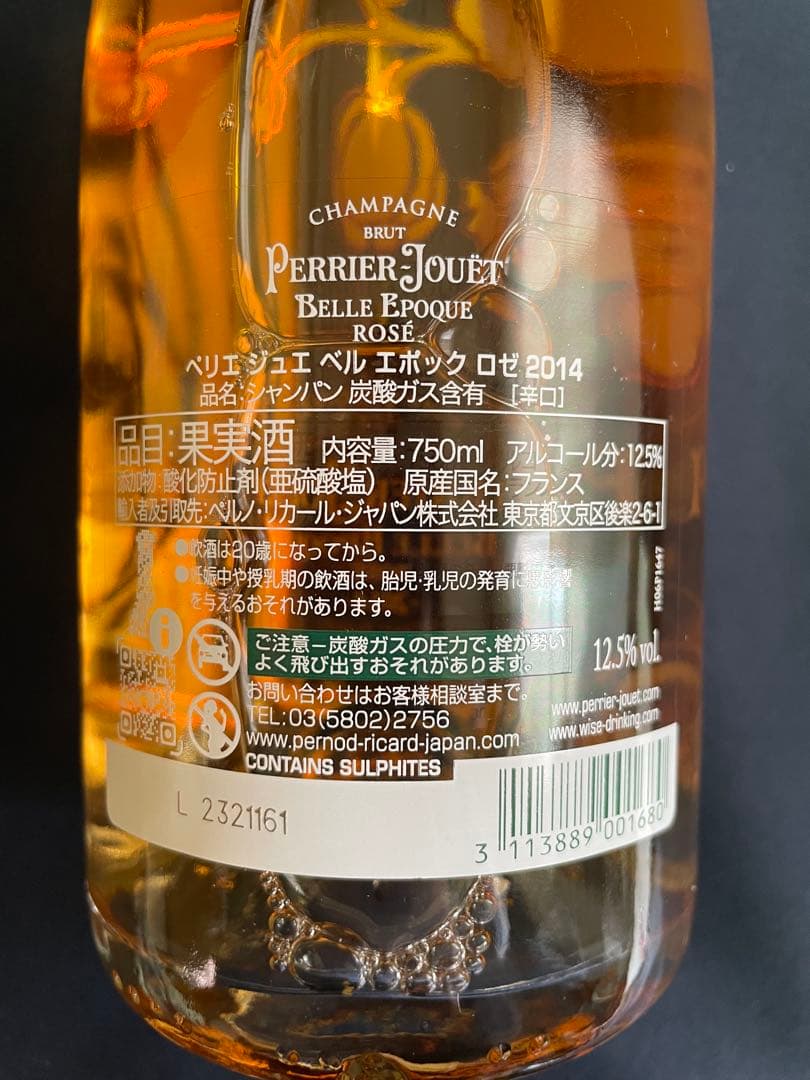 CHAMPAGNE
BRUT
PERRIER-JOUËT
BELLE EPOQUE
ROSÉ
ペリエ ジュエ ベル エポック ロゼ 2014
品名:シャンパン 炭酸ガス含有 [辛口]
品目:果実酒 内容量:750ml アルコール分:12.5%
添加物:酸化防止剤(亜硫酸塩) 原産国名:フランス
輸入者及引取先:ペルノ・リカール・ジャパン株式会社 東京都文京区後楽2-6-1
●飲酒は20歳になってから。
●妊娠中や授乳期の飲酒は、胎児・乳児の発育に悪影響
を与えるおそれがあります。
H06P1647
ご注意−炭酸ガスの圧力で、栓が勢い
よく飛び出すおそれがあります。
12.5% vol.
お問い合わせはお客様相談室まで。
TEL:03(5802)2756
www.pernod-ricard-japan.com
www.perrier-jouet.com
www.wise-drinking.com
CONTAINS SULPHITES
L 2321161
3 113889 001680